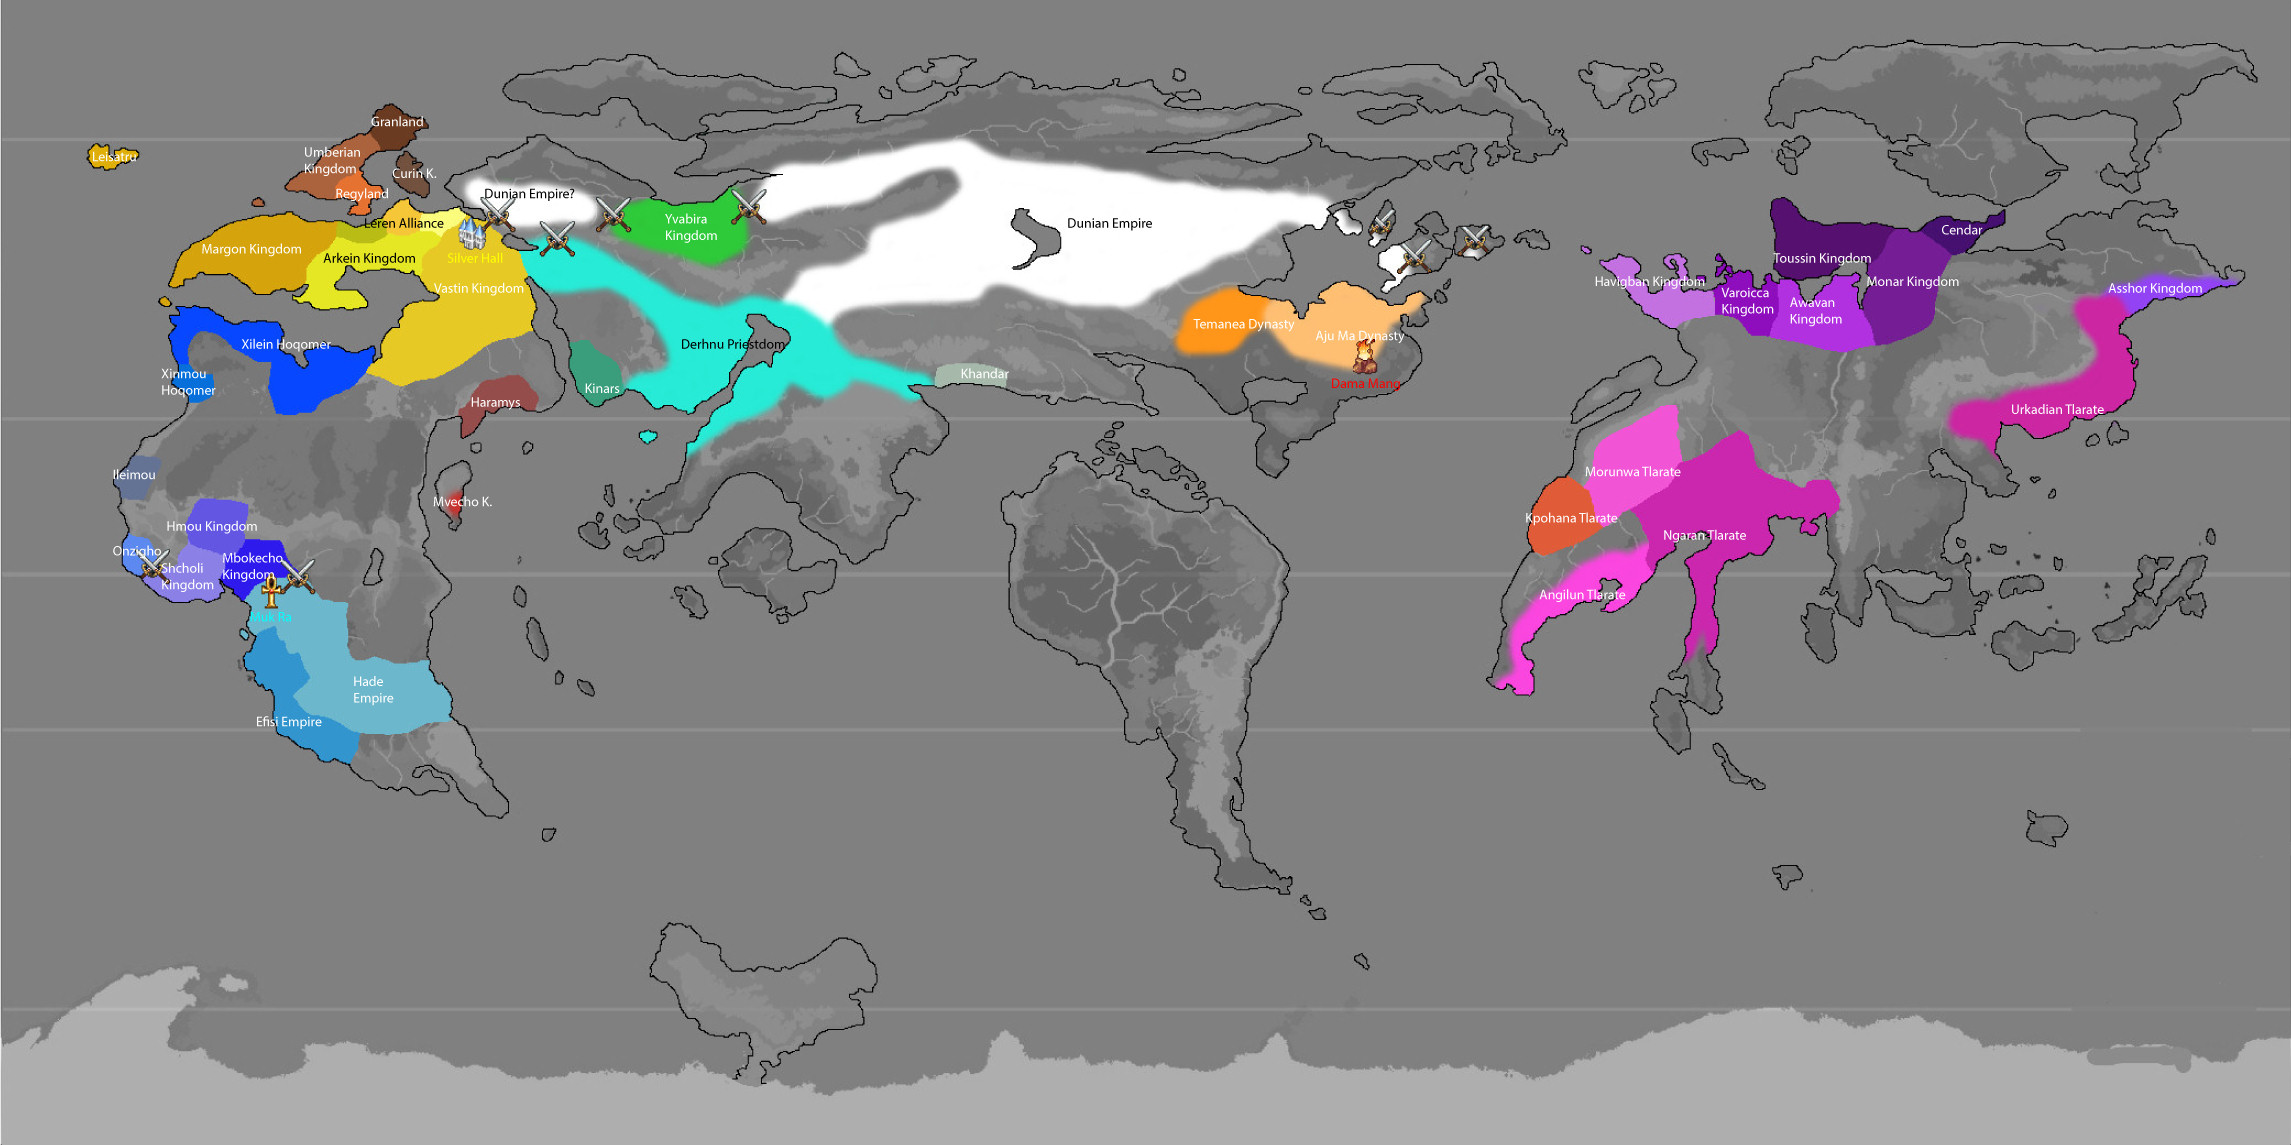 Granland
Leisatru
Umberian
Kingdom
Curin K.
Regyland
Dunian Empire?
Leren Alliance
Yvabira
Kingdom
Dunian Empire
Margon Kingdom
Arkein Kingdom
Silver Hall
Vastin Kingdom
Cendar
Toussin Kingdom
Havigban Kingdom
Monar Kingdom
Varoicca
Kingdom
Awavan
Kingdom
Asshor Kingdom
Temanea Dynasty
Aju Ma Dynasty
Xilein Hoqomer
Derhnu Priestdom
Xinmou
Hoqomer
Kinars
Khandar
Dama Mang
Haramys
Urkadian Tlarate
Ileimou
Morunwa Tlarate
Mvecho K.
Kpohana Tlarate
Hmou Kingdom
Ngaran Tlarate
Onzigho
Mbokecho
Kingdom
Shcholi
Kingdom
Angilun Tlarate
Muk Ra
Hade
Empire
Efisi Empire